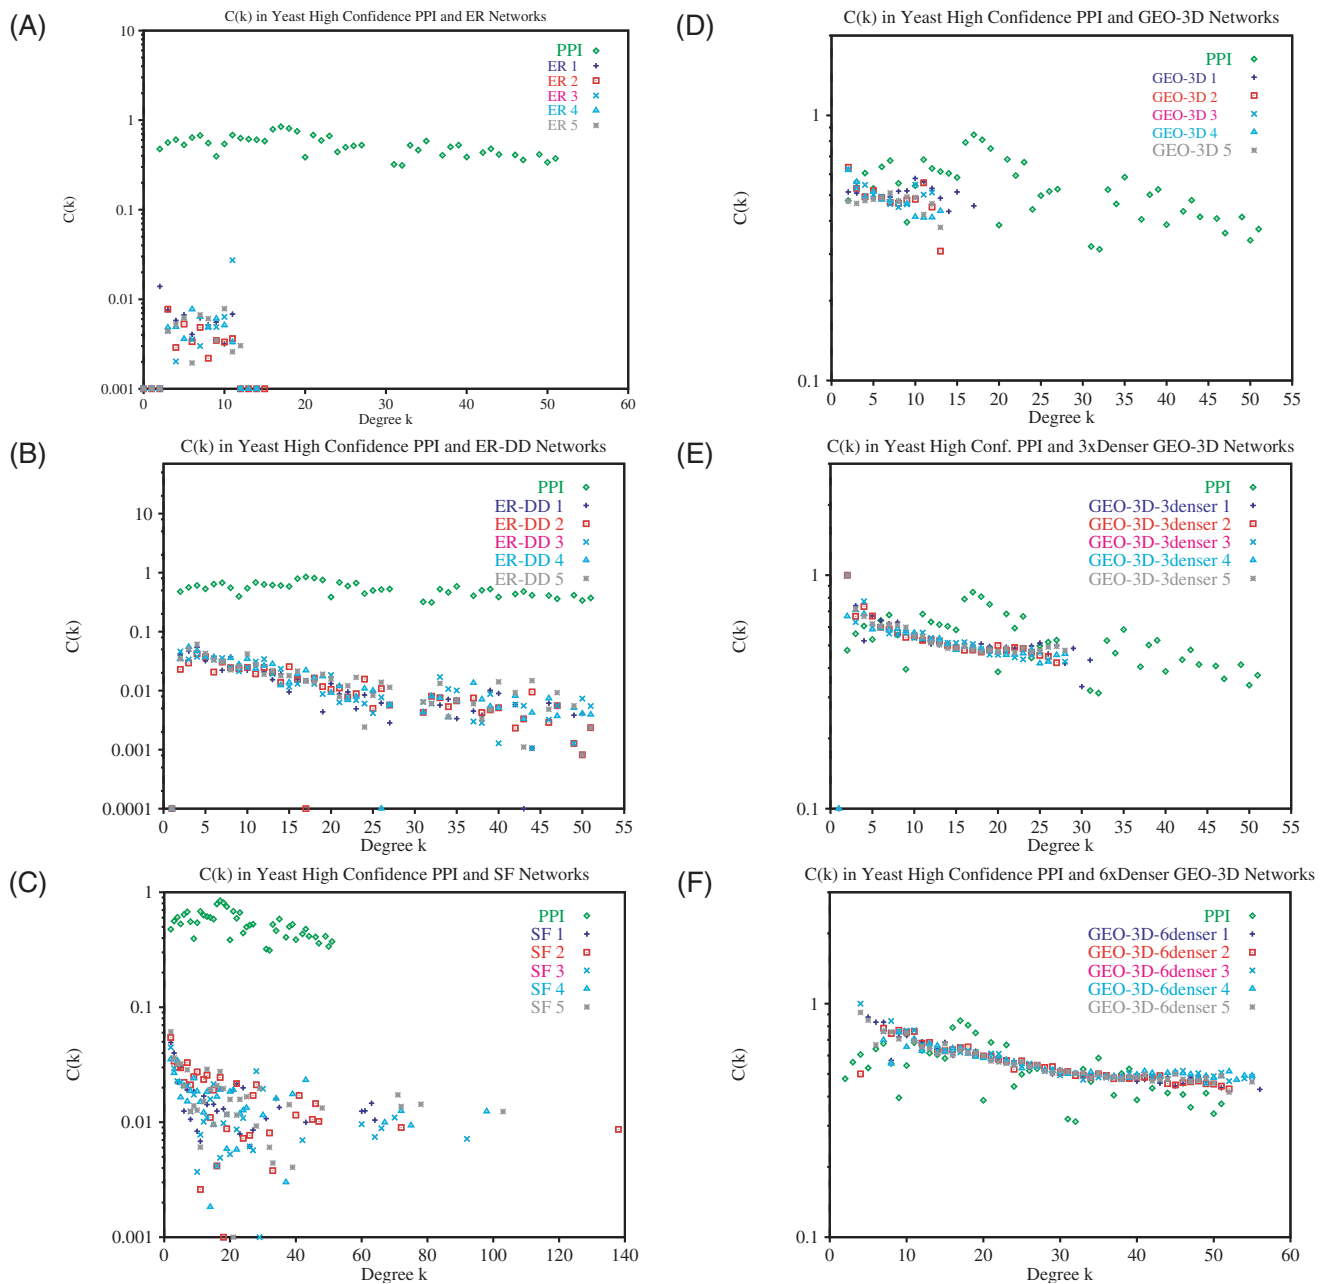 (A)
C(k) in Yeast High Confidence PPI and ER Networks
10
1
0.1
0.01
0.001
C(k)
PPI
ER 1
ER 2
ER 3
ER 4
ER 5
0 10 20 30 40 50 60
Degree k
(B)
C(k) in Yeast High Confidence PPI and ER-DD Networks
10
1
0.1
0.01
0.001
0.0001
C(k)
PPI
ER-DD 1
ER-DD 2
ER-DD 3
ER-DD 4
ER-DD 5
0 5 10 15 20 25 30 35 40 45 50 55
Degree k
(C)
C(k) in Yeast High Confidence PPI and SF Networks
1
0.1
0.01
0.001
C(k)
PPI
SF 1
SF 2
SF 3
SF 4
SF 5
0 20 40 60 80 100 120 140
Degree k
(D)
C(k) in Yeast High Confidence PPI and GEO-3D Networks
1
0.1
C(k)
PPI
GEO-3D 1
GEO-3D 2
GEO-3D 3
GEO-3D 4
GEO-3D 5
0 5 10 15 20 25 30 35 40 45 50 55
Degree k
(E)
C(k) in Yeast High Conf. PPI and 3xDenser GEO-3D Networks
1
0.1
C(k)
PPI
GEO-3D-3denser 1
GEO-3D-3denser 2
GEO-3D-3denser 3
GEO-3D-3denser 4
GEO-3D-3denser 5
0 5 10 15 20 25 30 35 40 45 50 55
Degree k
(F)
C(k) in Yeast High Confidence PPI and 6xDenser GEO-3D Networks
1
0.1
C(k)
PPI
GEO-3D-6denser 1
GEO-3D-6denser 2
GEO-3D-6denser 3
GEO-3D-6denser 4
GEO-3D-6denser 5
0 10 20 30 40 50 60
Degree k